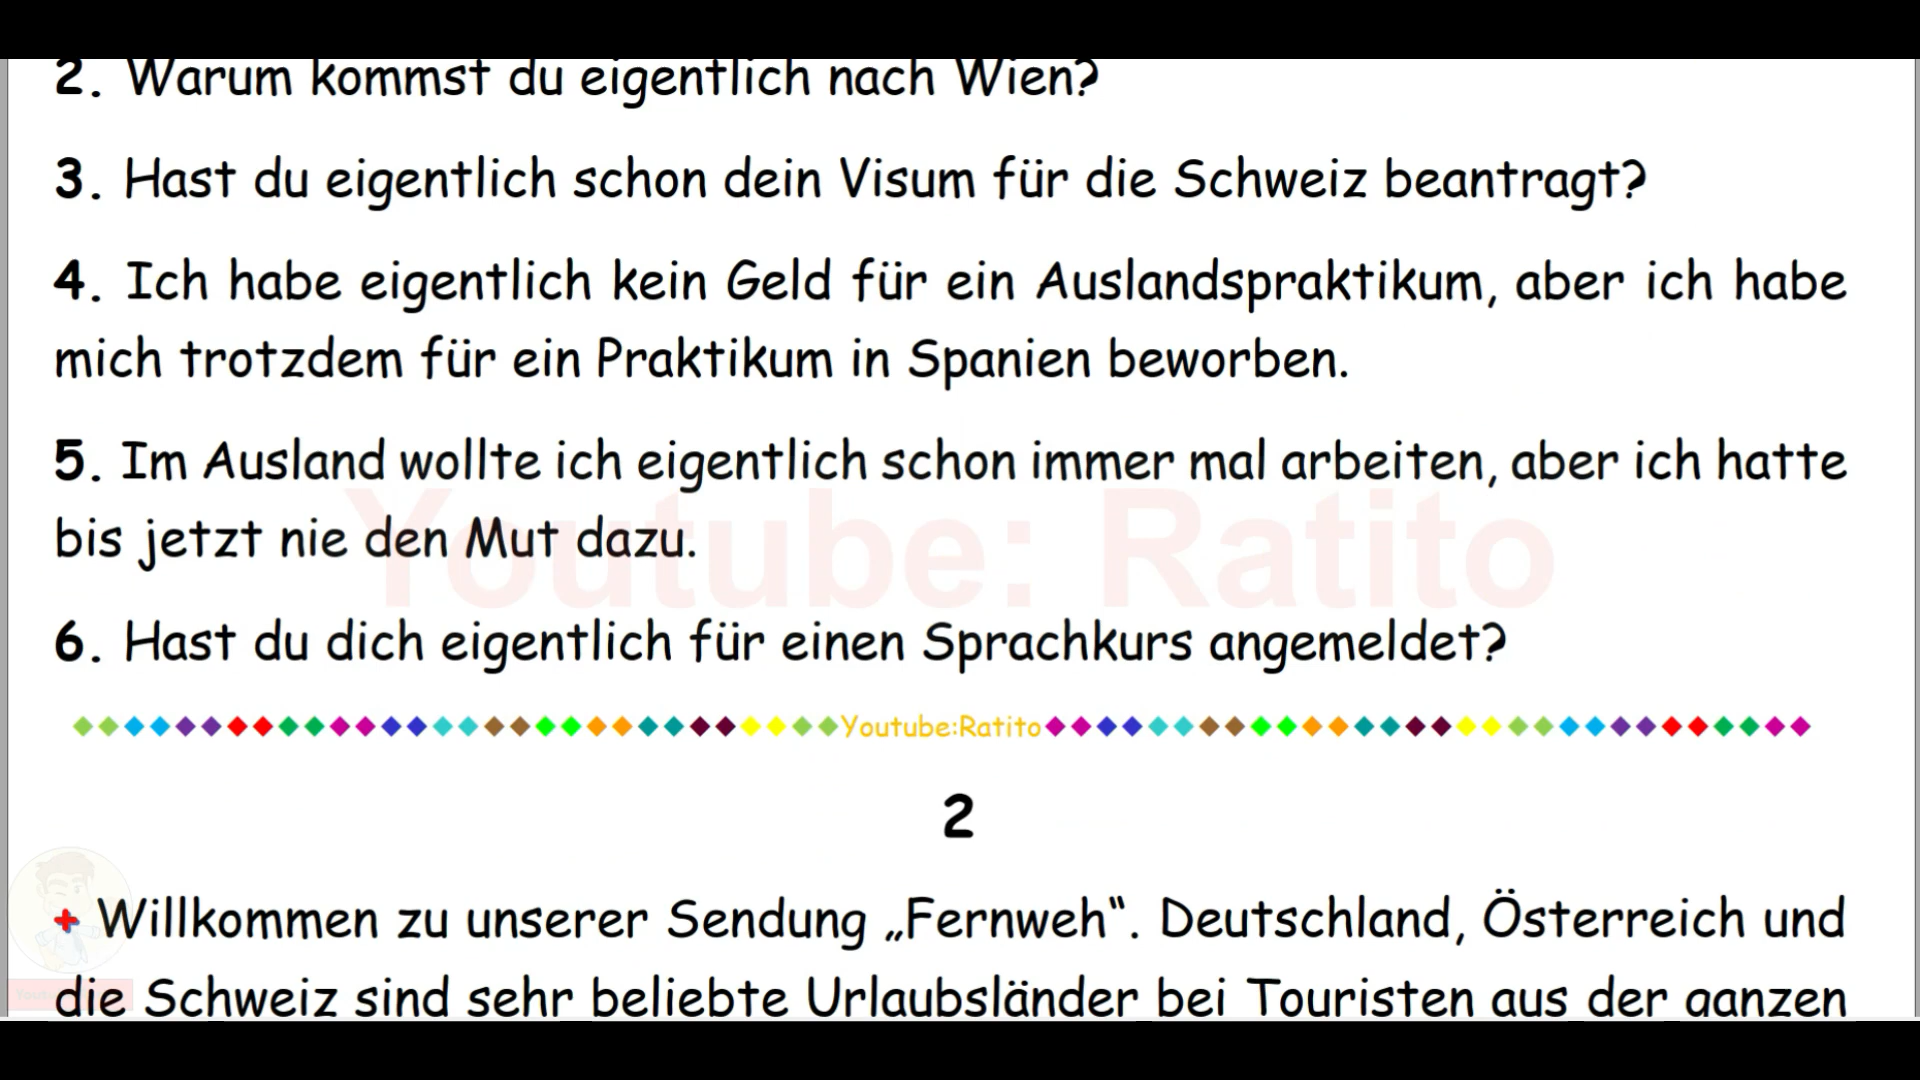 2. Warum kommst du eigentlich nach Wien?
3. Hast du eigentlich schon dein Visum für die Schweiz beantragt?
4. Ich habe eigentlich kein Geld für ein Auslandspraktikum, aber ich habe
mich trotzdem für ein Praktikum in Spanien beworben.
5. Im Ausland wollte ich eigentlich schon immer mal arbeiten, aber ich hatte
bis jetzt nie den Mut dazu.
Youtube: Ratito
6. Hast du dich eigentlich für einen Sprachkurs angemeldet?
Youtube:Ratito
2
Willkommen zu unserer Sendung „Fernweh“. Deutschland, Österreich und
die Schweiz sind sehr beliebte Urlaubsländer bei Touristen aus der ganzen